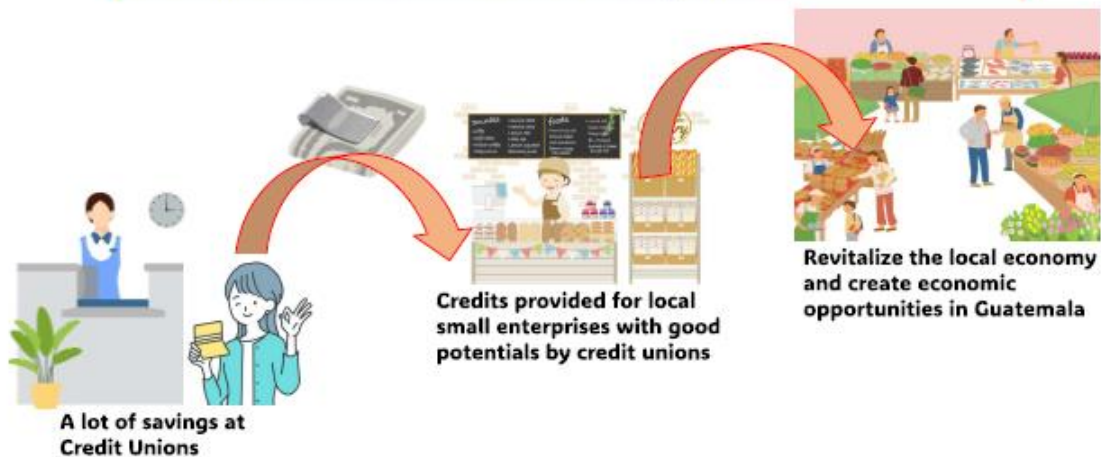 A lot of savings at
Credit Unions
Credits provided for local
small enterprises with good
potentials by credit unions
Revitalize the local economy
and create economic
opportunities in Guatemala